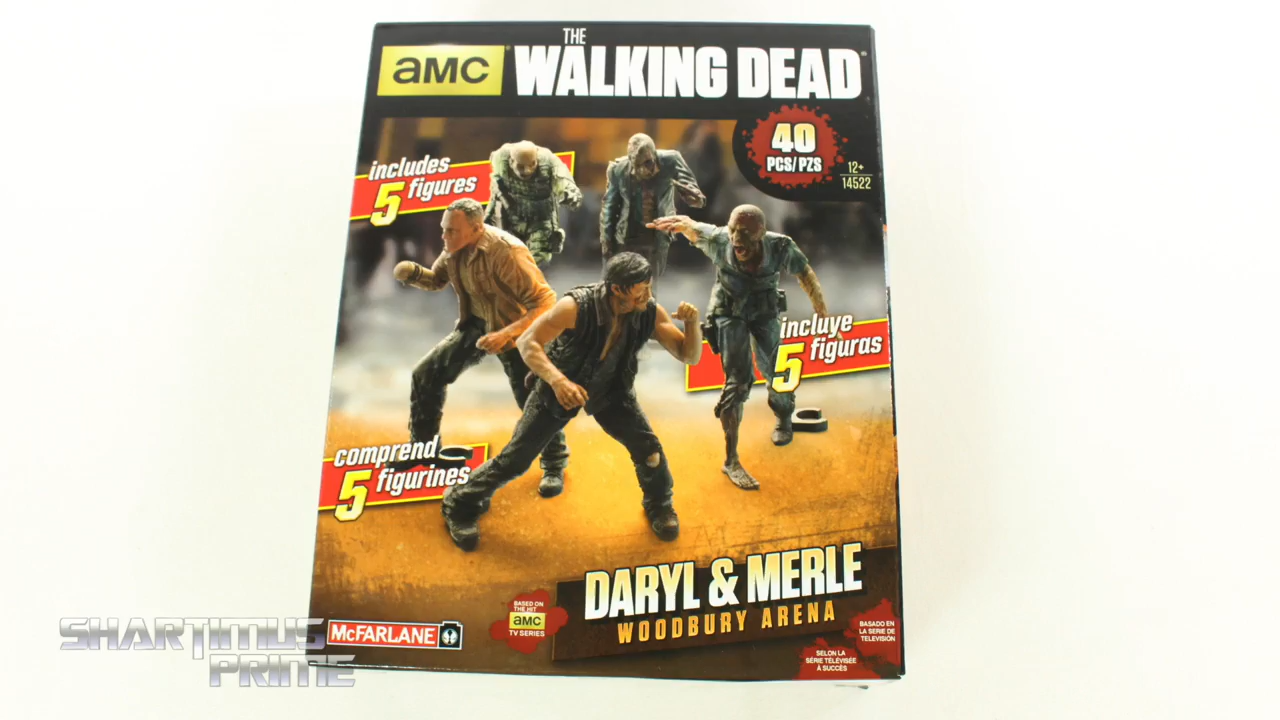 THE
aMC WALKING DEAD
40
PCS/PZS
12+
14522
includes
5 figures
incluye
5 figuras
comprend
5 figurines
DARYL & MERLE
WOODBURY ARENA
BASED ON
THE HIT
aMC
TV SERIES
McFARLANE
BASADO EN
LA SERIE DE
TELEVISIÓN
SELON LA
SÉRIE TÉLÉVISÉE
À SUCCÈS
SHARTIMUS
PRIME